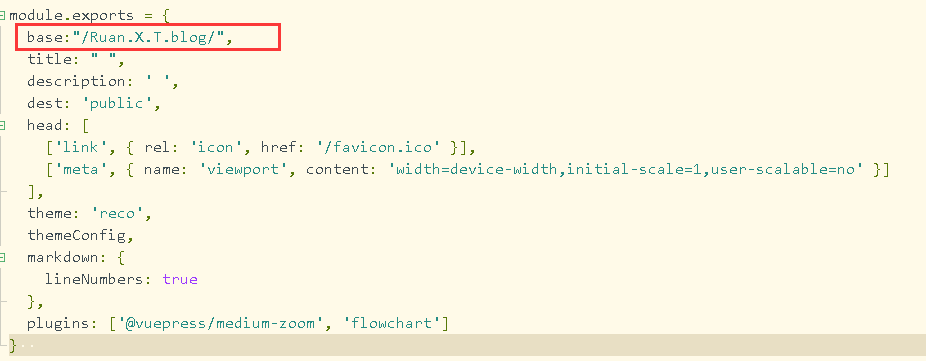 module.exports = {
base:"/Ruan.X.T.blog/",
title: " ",
description: ' ',
dest: 'public',
head: [
['link', { rel: 'icon', href: '/favicon.ico' }],
['meta', { name: 'viewport', content: 'width=device-width,initial-scale=1,user-scalable=no' }]
],
theme: 'reco',
themeConfig,
markdown: {
lineNumbers: true
},
plugins: ['@vuepress/medium-zoom', 'flowchart']
}